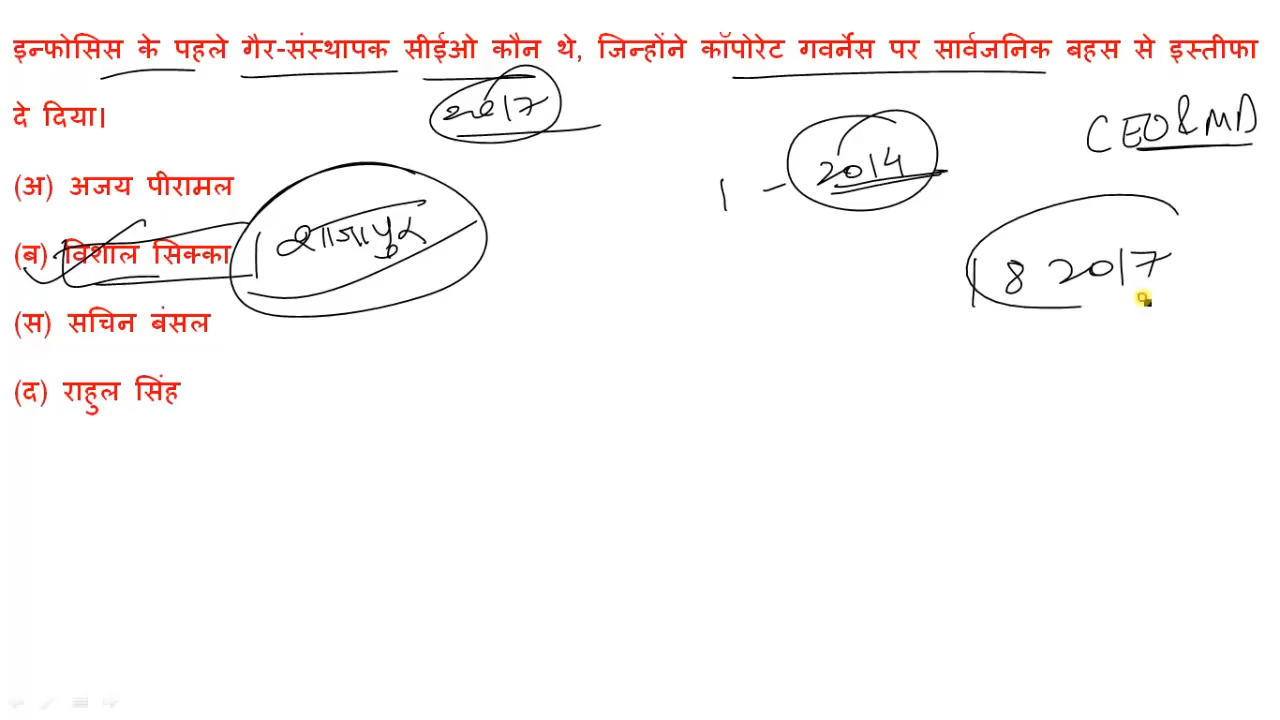 इन्फोसिस के पहले गैर-संस्थापक सीईओ कौन थे, जिन्होंने कॉपोरेट गवर्नेंस पर सार्वजनिक बहस से इस्तीफा
दे दिया।
2017
CEO & MD
1 - 2014
(अ) अजय पीरामल
(ब) विशाल सिक्का
शाजापुर
18 2017
(स) सचिन बंसल
(द) राहुल सिंह